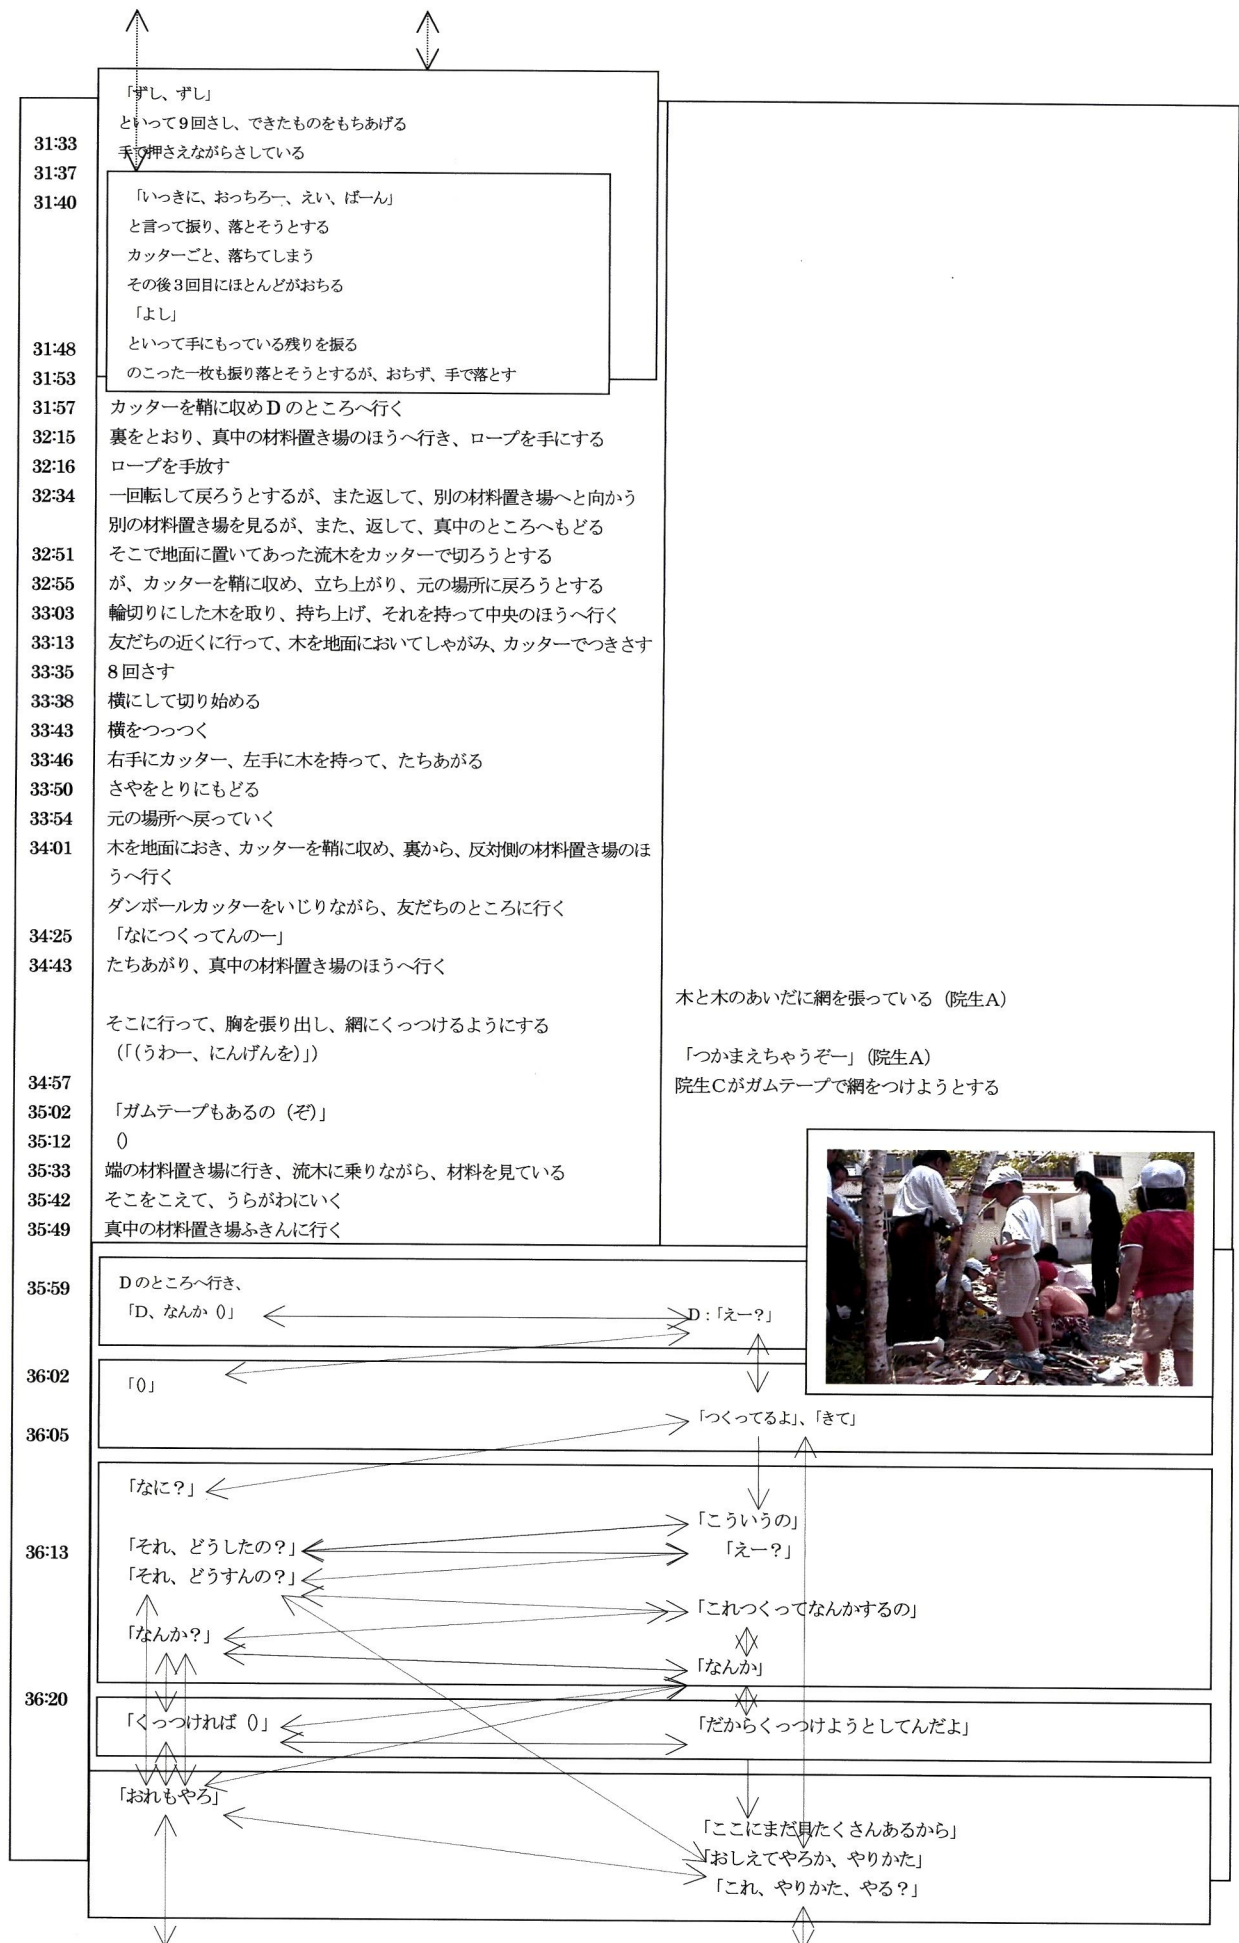 「ずし、ずし」
といって9回さし、できたものをもちあげる
31:33
手で押さえながらさしている
31:37
31:40 「いっきに、おっちろー、えい、ばーん」
と言って振り、落とそうとする
カッターごと、落ちてしまう
その後3回目にほとんどがおちる
「よし」
31:48 といって手にもっている残りを振る
31:53 のこった一枚も振り落とそうとするが、おちず、手で落とす
31:57 カッターを鞘に収めDのところへ行く
32:15 裏をとおり、真中の材料置き場のほうへ行き、ロープを手にする
32:16 ロープを手放す
32:34 一回転して戻ろうとするが、また返して、別の材料置き場へと向かう
別の材料置き場を見るが、また、返して、真中のところへもどる
32:51 そこで地面に置いてあった流木をカッターで切ろうとする
32:55 が、カッターを鞘に収め、立ち上がり、元の場所に戻ろうとする
33:03 輪切りにした木を取り、持ち上げ、それを持って中央のほうへ行く
33:13 友だちの近くに行って、木を地面においてしゃがみ、カッターでつきさす
33:35 8回さす
33:38 横にして切り始める
33:43 横をつっつく
33:46 右手にカッター、左手に木を持って、たちあがる
33:50 さやをとりにもどる
33:54 元の場所へ戻っていく
34:01 木を地面におき、カッターを鞘に収め、裏から、反対側の材料置き場のほ
うへ行く
ダンボールカッターをいじりながら、友だちのところに行く
34:25 「なにつくってんのー」
34:43 たちあがり、真中の材料置き場のほうへ行く
木と木のあいだに網を張っている（院生A）
そこに行って、胸を張り出し、網にくっつけるようにする
（「（うわー、にんげんを）」） 「つかまえちゃうぞー」（院生A）
34:57 院生Cがガムテープで網をつけようとする
35:02 「ガムテープもあるの（ぞ）」
35:12 （）
35:33 端の材料置き場に行き、流木に乗りながら、材料を見ている
35:42 そこをこえて、うらがわにいく
35:49 真中の材料置き場ふきんに行く
35:59 Dのところへ行き、
「D、なんか（）」 D：「えー？」
36:02 「（）」
36:05 「つくってるよ」、「きて」
「なに？」
「こういうの」
36:13 「それ、どうしたの？」 「えー？」
「それ、どうすんの？」
「これつくってなんかするの」
「なんか？」
「なんか」
36:20
「くっつければ（）」 「だからくっつけようとしてんだよ」
「おれもやろ」
「ここにまだ貝たくさんあるから」
「おしえてやろか、やりかた」
「これ、やりかた、やる？」